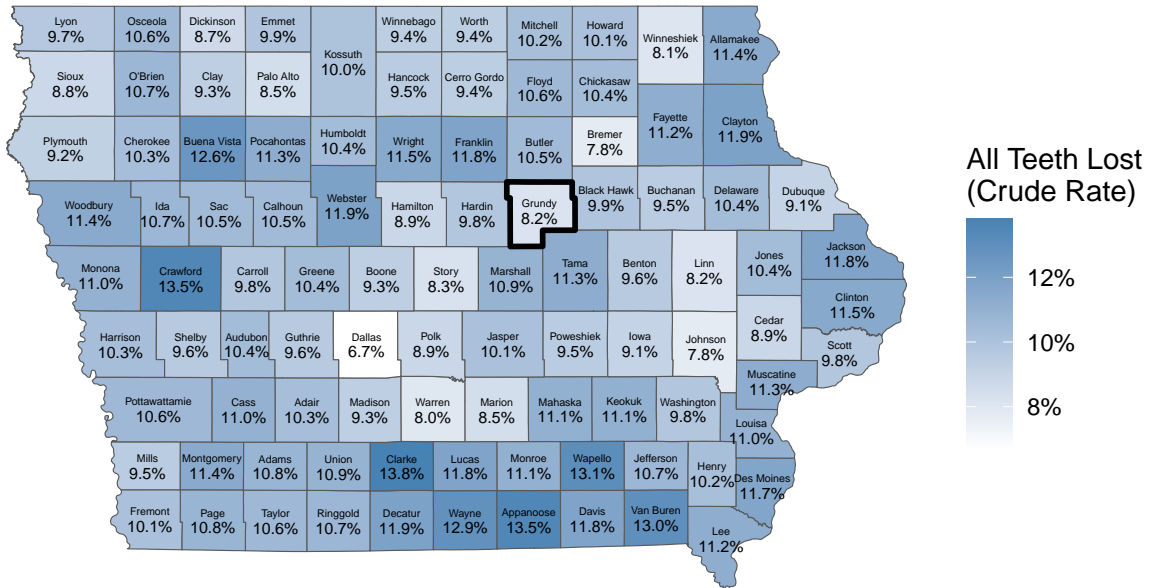 Lyon
9.7%
Osceola
10.6%
Dickinson
8.7%
Emmet
9.9%
Kossuth
10.0%
Winnebago
9.4%
Worth
9.4%
Mitchell
10.2%
Howard
10.1%
Winneshiek
8.1%
Allamakee
11.4%
Sioux
8.8%
O'Brien
10.7%
Clay
9.3%
Palo Alto
8.5%
Hancock
9.5%
Cerro Gordo
9.4%
Floyd
10.6%
Chickasaw
10.4%
Fayette
11.2%
Clayton
11.9%
Plymouth
9.2%
Cherokee
10.3%
Buena Vista
12.6%
Pocahontas
11.3%
Humboldt
10.4%
Wright
11.5%
Franklin
11.8%
Butler
10.5%
Bremer
7.8%
Woodbury
11.4%
Ida
10.7%
Sac
10.5%
Calhoun
10.5%
Webster
11.9%
Hamilton
8.9%
Hardin
9.8%
Grundy
8.2%
Black Hawk
9.9%
Buchanan
9.5%
Delaware
10.4%
Dubuque
9.1%
Monona
11.0%
Crawford
13.5%
Carroll
9.8%
Greene
10.4%
Boone
9.3%
Story
8.3%
Marshall
10.9%
Tama
11.3%
Benton
9.6%
Linn
8.2%
Jones
10.4%
Jackson
11.8%
Clinton
11.5%
Harrison
10.3%
Shelby
9.6%
Audubon
10.4%
Guthrie
9.6%
Dallas
6.7%
Polk
8.9%
Jasper
10.1%
Poweshiek
9.5%
Iowa
9.1%
Johnson
7.8%
Cedar
8.9%
Scott
9.8%
Muscatine
11.3%
Pottawattamie
10.6%
Cass
11.0%
Adair
10.3%
Madison
9.3%
Warren
8.0%
Marion
8.5%
Mahaska
11.1%
Keokuk
11.1%
Washington
9.8%
Louisa
11.0%
Mills
9.5%
Montgomery
11.4%
Adams
10.8%
Union
10.9%
Clarke
13.8%
Lucas
11.8%
Monroe
11.1%
Wapello
13.1%
Jefferson
10.7%
Henry
10.2%
Des Moines
11.7%
Fremont
10.1%
Page
10.8%
Taylor
10.6%
Ringgold
10.7%
Decatur
11.9%
Wayne
12.9%
Appanoose
13.5%
Davis
11.8%
Van Buren
13.0%
Lee
11.2%
All Teeth Lost
(Crude Rate)
12%
10%
8%